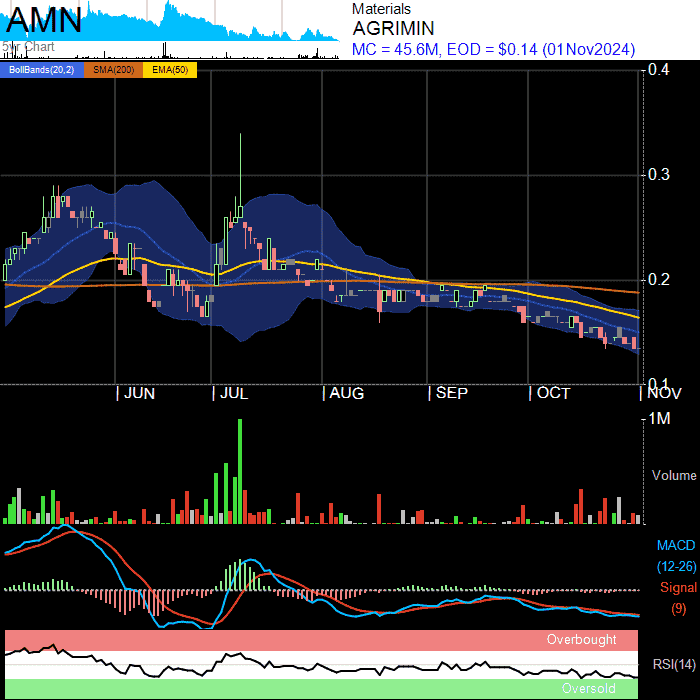 AMN
5yr Chart
Materials
AGRIMIN
MC = 45.6M, EOD = $0.14 (01Nov2024)
BollBands(20,2) SMA(200) EMA(50)
0.4
0.3
0.2
0.1
JUN JUL AUG SEP OCT NOV
1M
Volume
MACD
(12-26)
Signal
(9)
Overbought
RSI(14)
Oversold